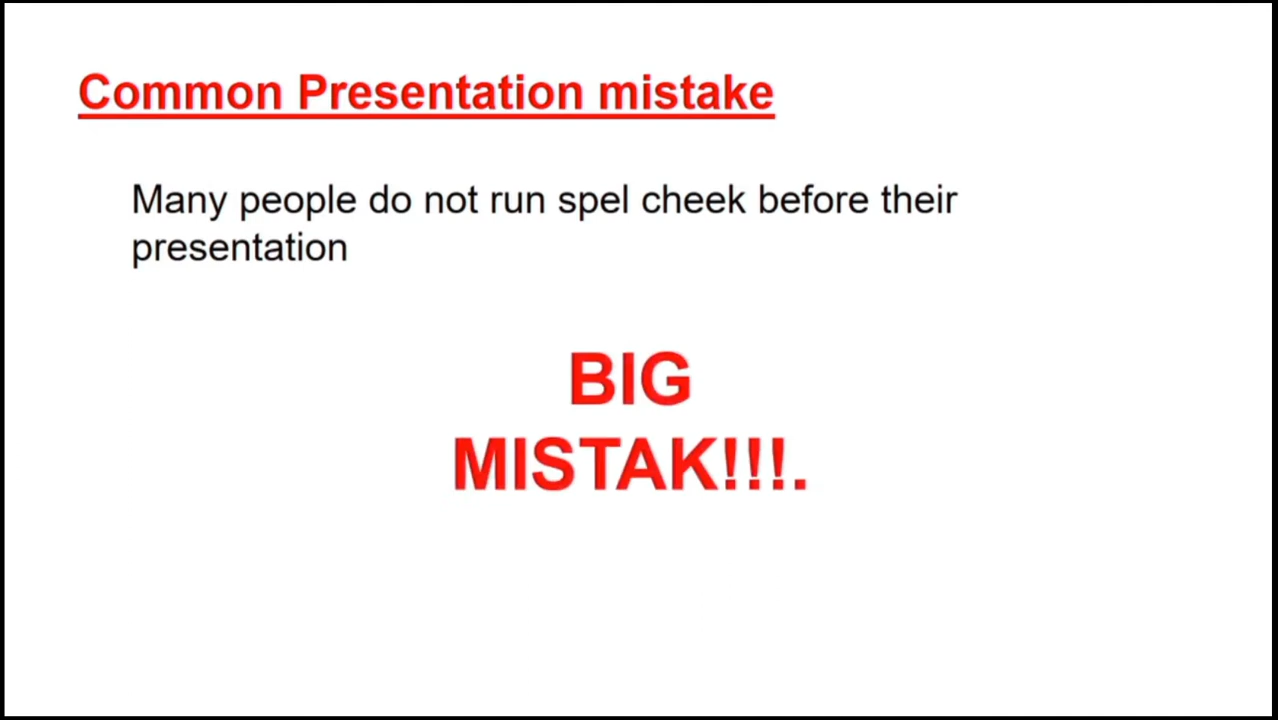 Common Presentation mistake
Many people do not run spel cheek before their
presentation
BIG
MISTAK!!!.